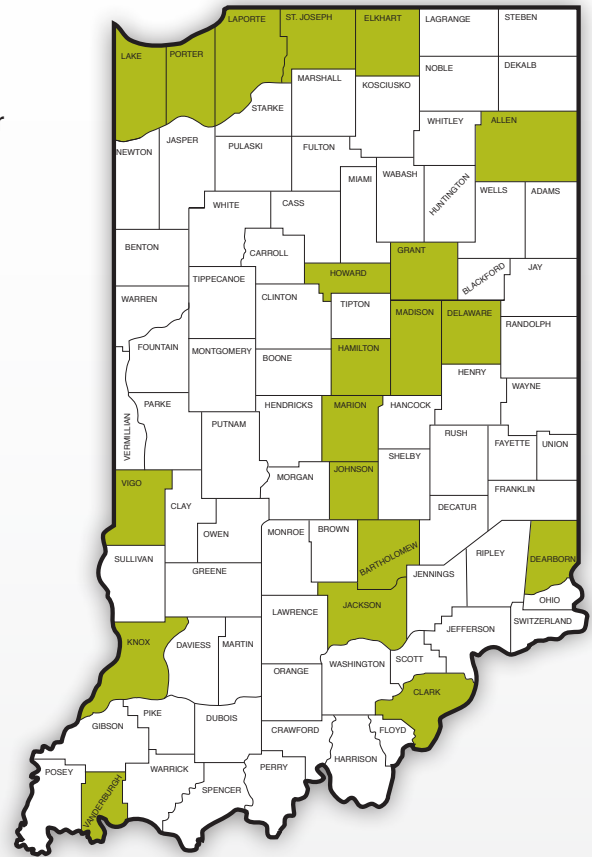 LAPORTE
ST. JOSEPH
ELKHART
LAGRANGE
STEBEN
LAKE
PORTER
NOBLE
DEKALB
MARSHALL
KOSCIUSKO
STARKE
WHITLEY
ALLEN
NEWTON
JASPER
PULASKI
FULTON
MIAMI
WABASH
HUNTINGTON
WELLS
ADAMS
WHITE
CASS
BENTON
CARROLL
GRANT
HOWARD
BLACKFORD
JAY
TIPPECANOE
CLINTON
WARREN
TIPTON
MADISON
DELAWARE
RANDOLPH
FOUNTAIN
MONTGOMERY
BOONE
HAMILTON
HENRY
WAYNE
VERMILLIAN
PARKE
HENDRICKS
MARION
HANCOCK
PUTNAM
RUSH
FAYETTE
UNION
SHELBY
VIGO
MORGAN
JOHNSON
FRANKLIN
CLAY
DECATUR
OWEN
MONROE
BROWN
BARTHOLOMEW
RIPLEY
DEARBORN
SULLIVAN
GREENE
JENNINGS
OHIO
LAWRENCE
JACKSON
SWITZERLAND
JEFFERSON
KNOX
DAVIESS
MARTIN
SCOTT
WASHINGTON
ORANGE
CLARK
PIKE
DUBOIS
GIBSON
CRAWFORD
FLOYD
HARRISON
POSEY
WARRICK
PERRY
VANDERBURGH
SPENCER